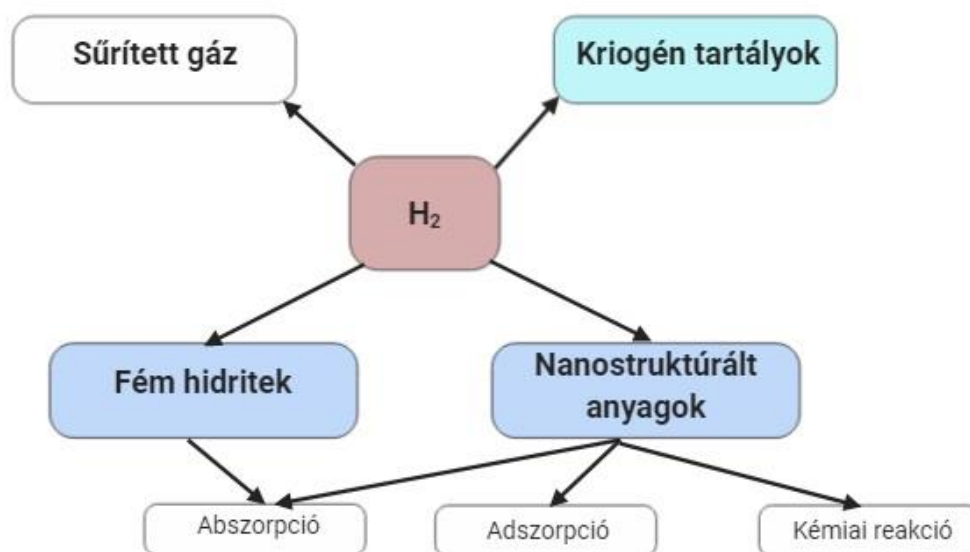 Sűrített gáz
Kriogén tartályok
H₂
Fém hidritek
Nanostruktúrált
anyagok
Abszorpció
Adszorpció
Kémiai reakció